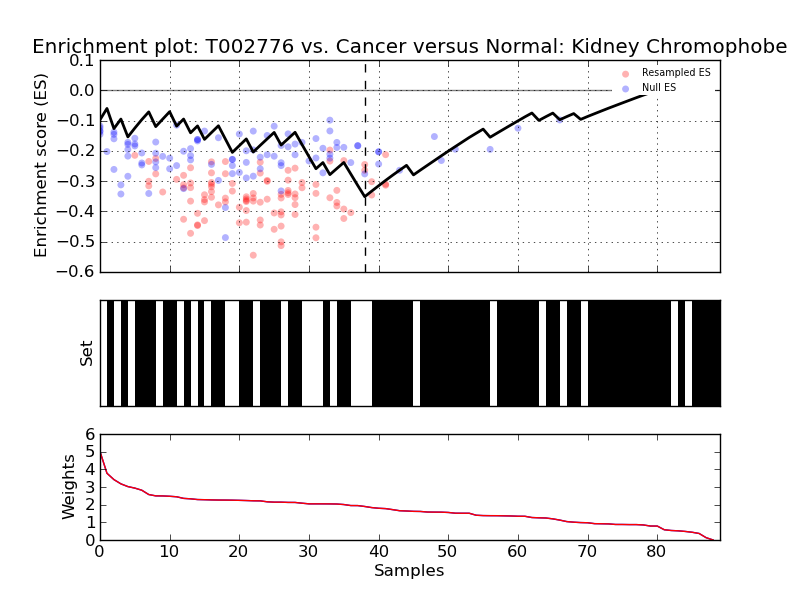 Enrichment plot: T002776 vs. Cancer versus Normal: Kidney Chromophobe
Enrichment score (ES)
0.1
0.0
−0.1
−0.2
−0.3
−0.4
−0.5
−0.6
Resampled ES
Null ES
Set
Weights
6
5
4
3
2
1
0
0 10 20 30 40 50 60 70 80
Samples